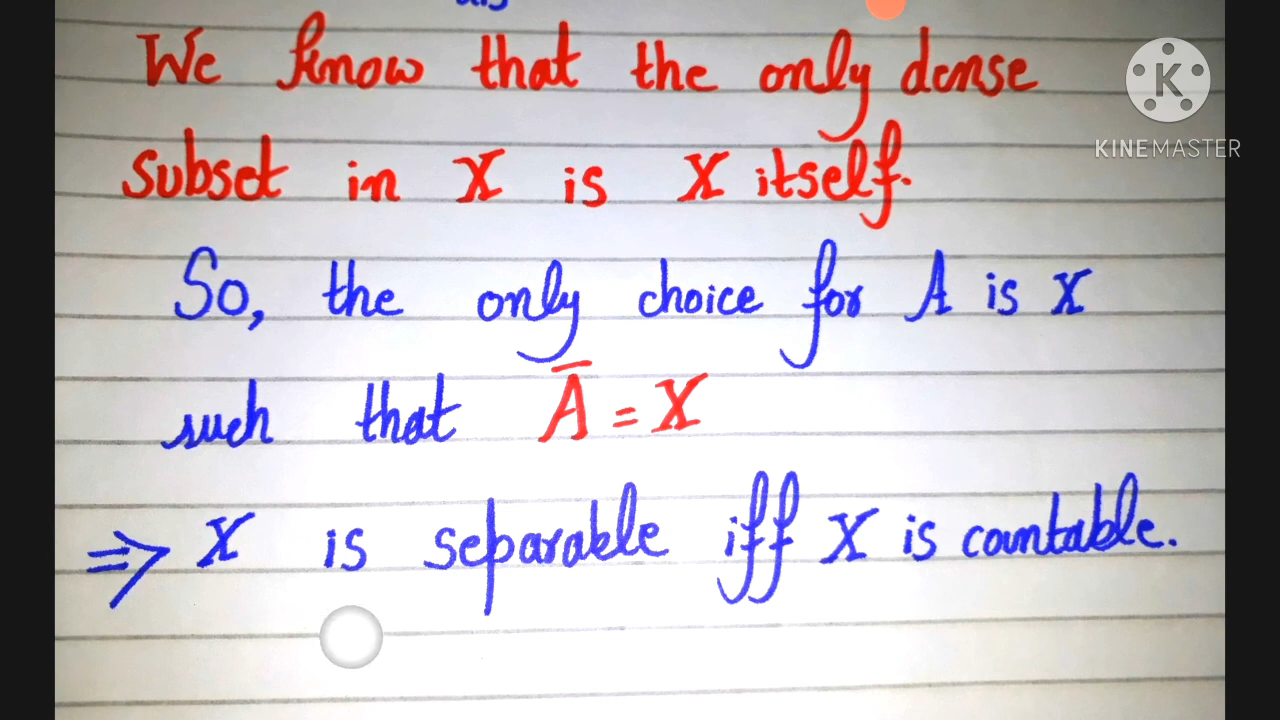 We know that the only dense
subset in X is X itself.
So, the only choice for A is X
such that Ā = X
⇒ X is separable iff X is countable.
K
KINEMASTER